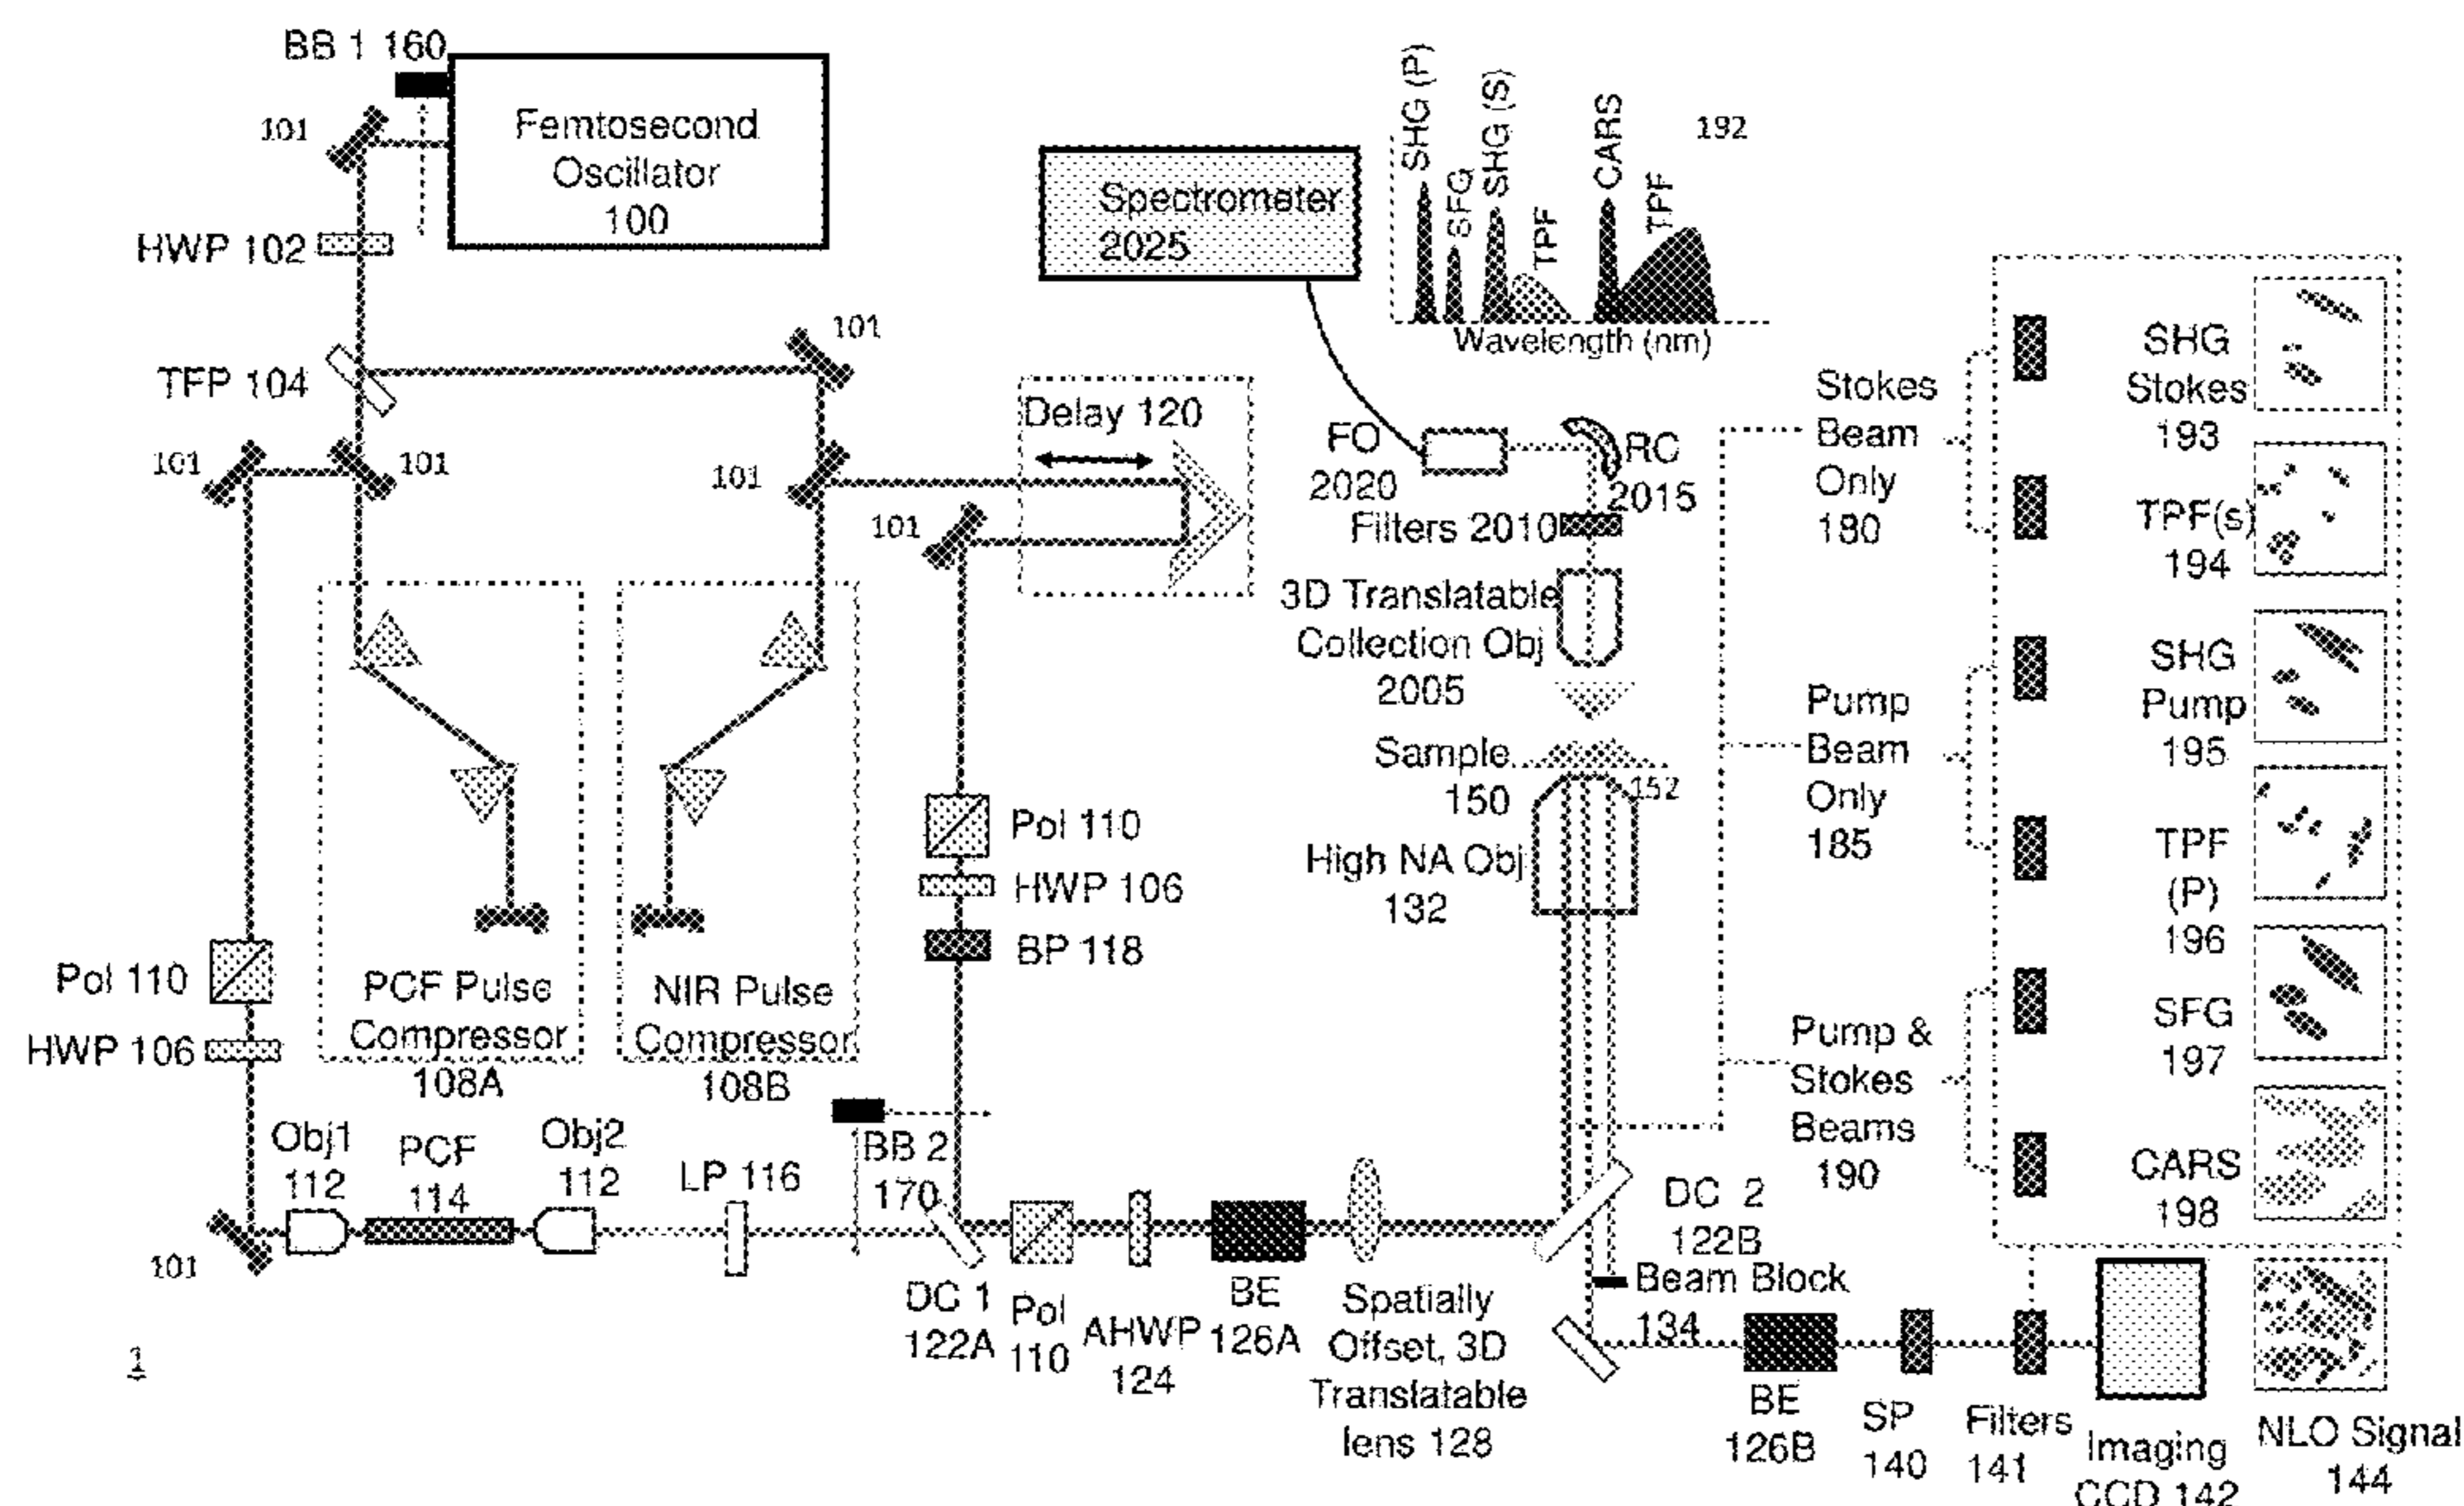 BB 1 160
101
Femtosecond
Oscillator
100
HWP 102
TFP 104
101
101
101
101
101
Delay 120
Spectrometer
2025
SHG (P)
SFG
SHG (S)
TPF
CARS
TPF
192
Wavelength (nm)
FO
2020
RC
2015
Filters 2010
3D Translatable
Collection Obj
2005
Sample
150
152
High NA Obj
132
Pol 110
HWP 106
BP 118
Pol 110
HWP 106
PCF Pulse
Compressor
108A
NIR Pulse
Compressor
108B
Obj1
112
PCF
114
Obj2
112
LP 116
BB 2
170
101
DC 1
122A
Pol
110
AHWP
124
BE
126A
Spatially
Offset, 3D
Translatable
lens 128
DC 2
122B
Beam Block
134
BE
126B
SP
140
Filters
141
Imaging
CCD 142
NLO Signal
144
Stokes
Beam
Only
180
Pump
Beam
Only
185
Pump &
Stokes
Beams
190
SHG
Stokes
193
TPF(s)
194
SHG
Pump
195
TPF
(P)
196
SFG
197
CARS
198
1